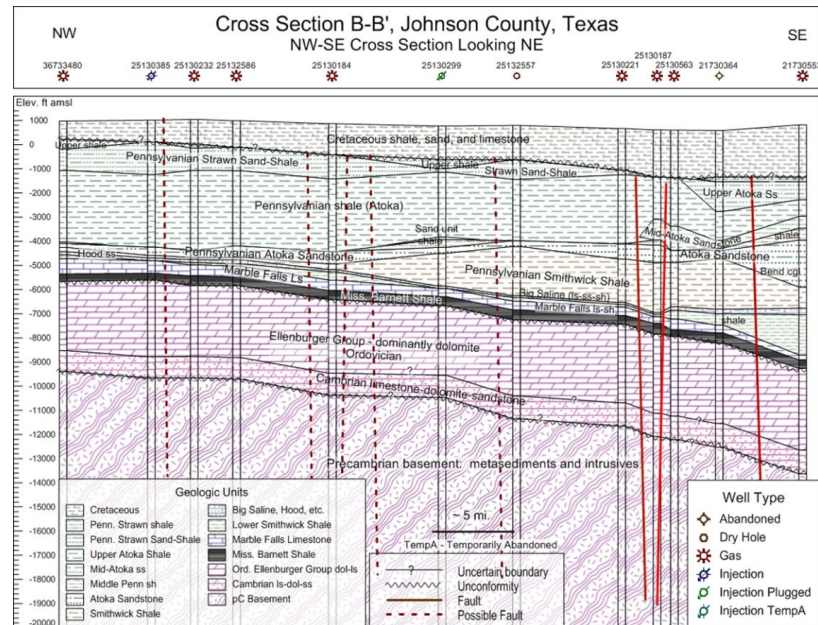 Cross Section B-B', Johnson County, Texas
NW-SE Cross Section Looking NE
NW
SE
36733480
25130385
25130232
25132586
25130184
25130299
25132557
25130221
25130187
25130563
21730364
2173055
Elev. ft amsl
1000
0
-1000
-2000
-3000
-4000
-5000
-6000
-7000
-8000
-9000
-10000
-11000
-12000
-13000
-14000
-15000
-16000
-17000
-18000
-19000
-20000
Cretaceous shale, sand, and limestone
Upper shale
Pennsylvanian Strawn Sand-Shale
Upper shale
Strawn Sand-Shale
Pennsylvanian shale (Atoka)
Upper Atoka Ss
Sand unit
shale
Mid-Atoka Sandstone
shale
Pennsylvanian Atoka Sandstone
Atoka Sandstone
Hood ss
Bend cgl.
Marble Falls Ls
Pennsylvanian Smithwick Shale
Miss. Barnett Shale
Big Saline (ls-ss-sh)
Marble Falls ls-sh
shale
Ellenburger Group - dominantly dolomite
Ordovician
Cambrian limestone-dolomite-sandstone
Precambrian basement: metasediments and intrusives
Geologic Units
Cretaceous
Penn. Strawn shale
Penn. Strawn Sand-Shale
Upper Atoka Shale
Mid-Atoka ss
Middle Penn sh
Atoka Sandstone
Smithwick Shale
Big Saline, Hood, etc.
Lower Smithwick Shale
Marble Falls Limestone
Miss. Barnett Shale
Ord. Ellenburger Group dol-ls
Cambrian ls-dol-ss
pC Basement
~ 5 mi.
TempA - Temporarily Abandoned
Uncertain boundary
Unconformity
Fault
Possible Fault
Well Type
Abandoned
Dry Hole
Gas
Injection
Injection Plugged
Injection TempA